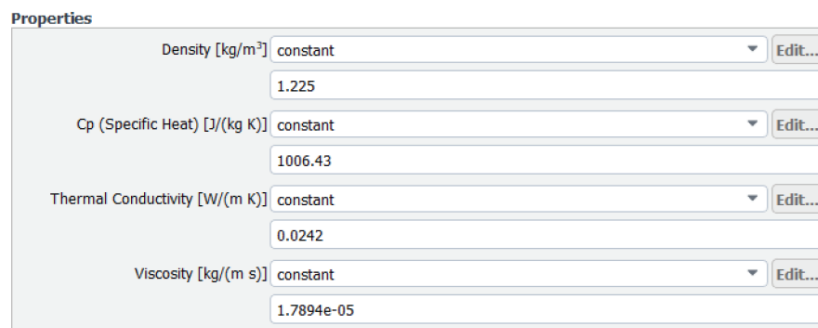 Properties
Density [kg/m³] constant Edit...
1.225
Cp (Specific Heat) [J/(kg K)] constant Edit...
1006.43
Thermal Conductivity [W/(m K)] constant Edit...
0.0242
Viscosity [kg/(m s)] constant Edit...
1.7894e-05